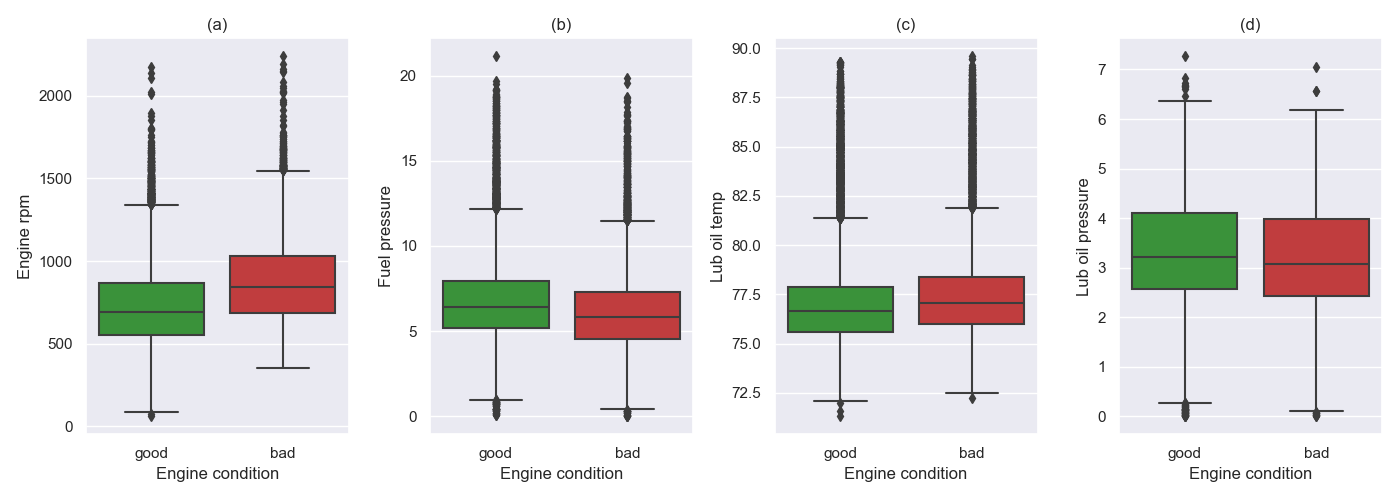 (a)
Engine rpm
2000
1500
1000
500
0
good bad
Engine condition
(b)
Fuel pressure
20
15
10
5
0
good bad
Engine condition
(c)
Lub oil temp
90.0
87.5
85.0
82.5
80.0
77.5
75.0
72.5
good bad
Engine condition
(d)
Lub oil pressure
7
6
5
4
3
2
1
0
good bad
Engine condition